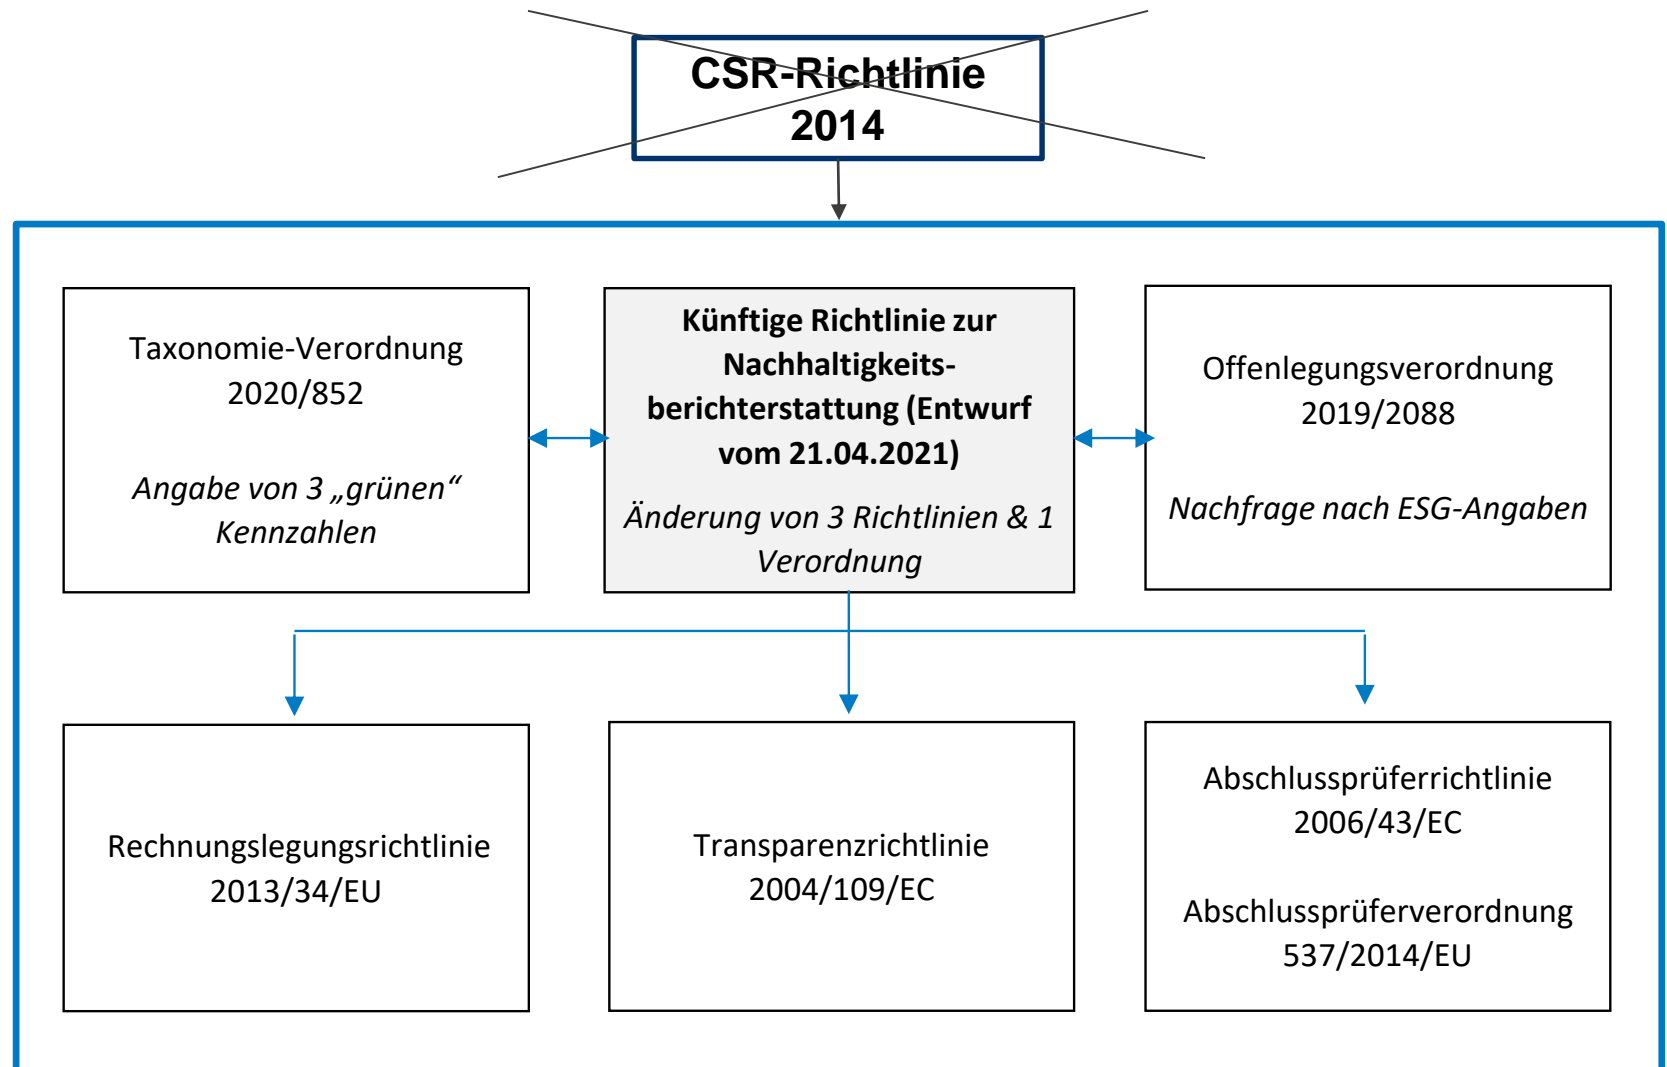 CSR-Richtlinie
2014
Taxonomie-Verordnung
2020/852
Angabe von 3 „grünen“
Kennzahlen
Künftige Richtlinie zur
Nachhaltigkeits-
berichterstattung (Entwurf
vom 21.04.2021)
Änderung von 3 Richtlinien & 1
Verordnung
Offenlegungsverordnung
2019/2088
Nachfrage nach ESG-Angaben
Rechnungslegungsrichtlinie
2013/34/EU
Transparenzrichtlinie
2004/109/EC
Abschlussprüferrichtlinie
2006/43/EC
Abschlussprüferverordnung
537/2014/EU